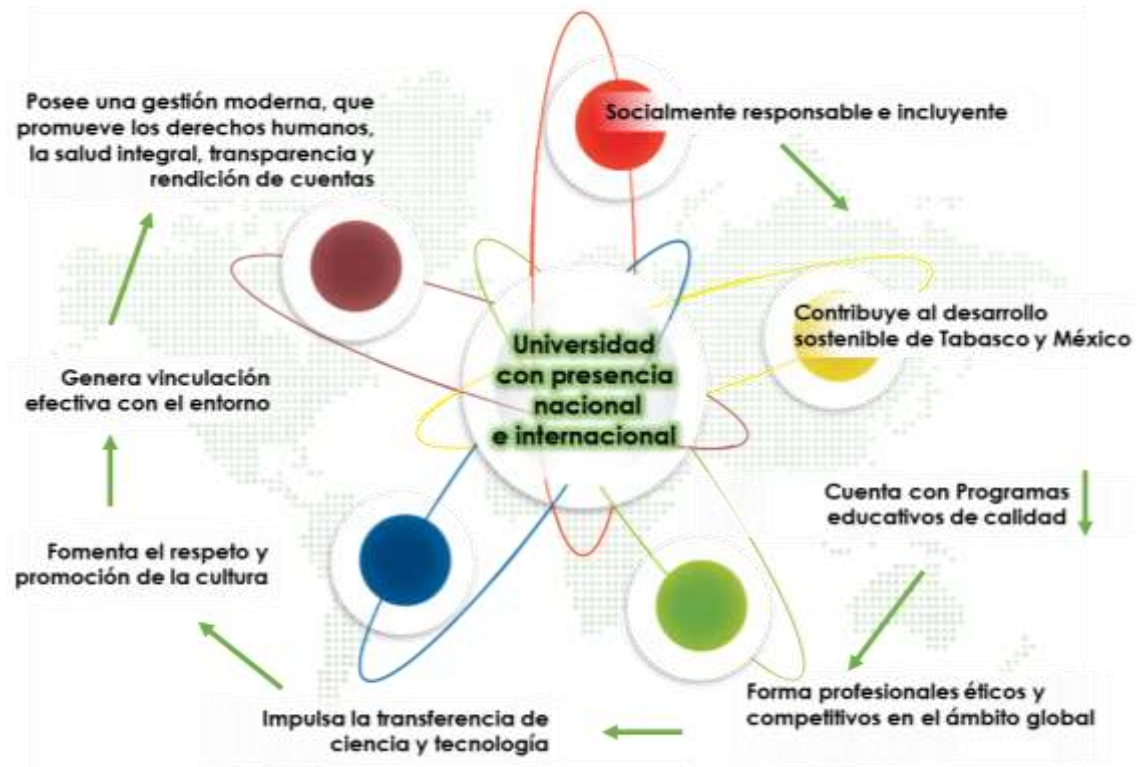 Socialmente responsable e incluyente
Contribuye al desarrollo
sostenible de Tabasco y México
Cuenta con Programas
educativos de calidad
Forma profesionales éticos y
competitivos en el ámbito global
Impulsa la transferencia de
ciencia y tecnología
Fomenta el respeto y
promoción de la cultura
Genera vinculación
efectiva con el entorno
Posee una gestión moderna, que
promueve los derechos humanos,
la salud integral, transparencia y
rendición de cuentas
Universidad
con presencia
nacional
e internacional